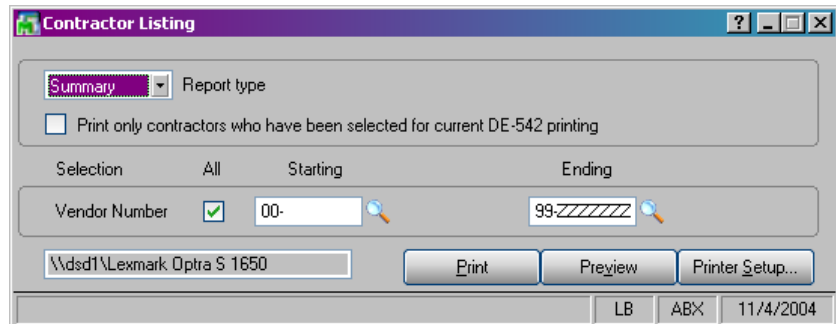 Contractor Listing
Summary Report type
Print only contractors who have been selected for current DE-542 printing
Selection All Starting Ending
Vendor Number 00- 99-ZZZZZZZ
\\dsd1\Lexmark Optra S 1650 Print Preview Printer Setup...
LB ABX 11/4/2004